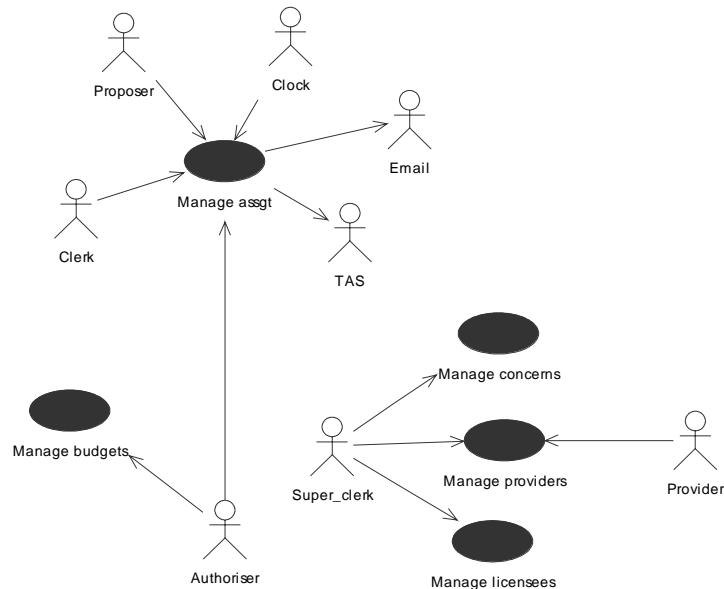 Proposer
Clock
Email
Manage assgt
Clerk
TAS
Manage concerns
Manage budgets
Manage providers
Super_clerk
Provider
Authoriser
Manage licensees